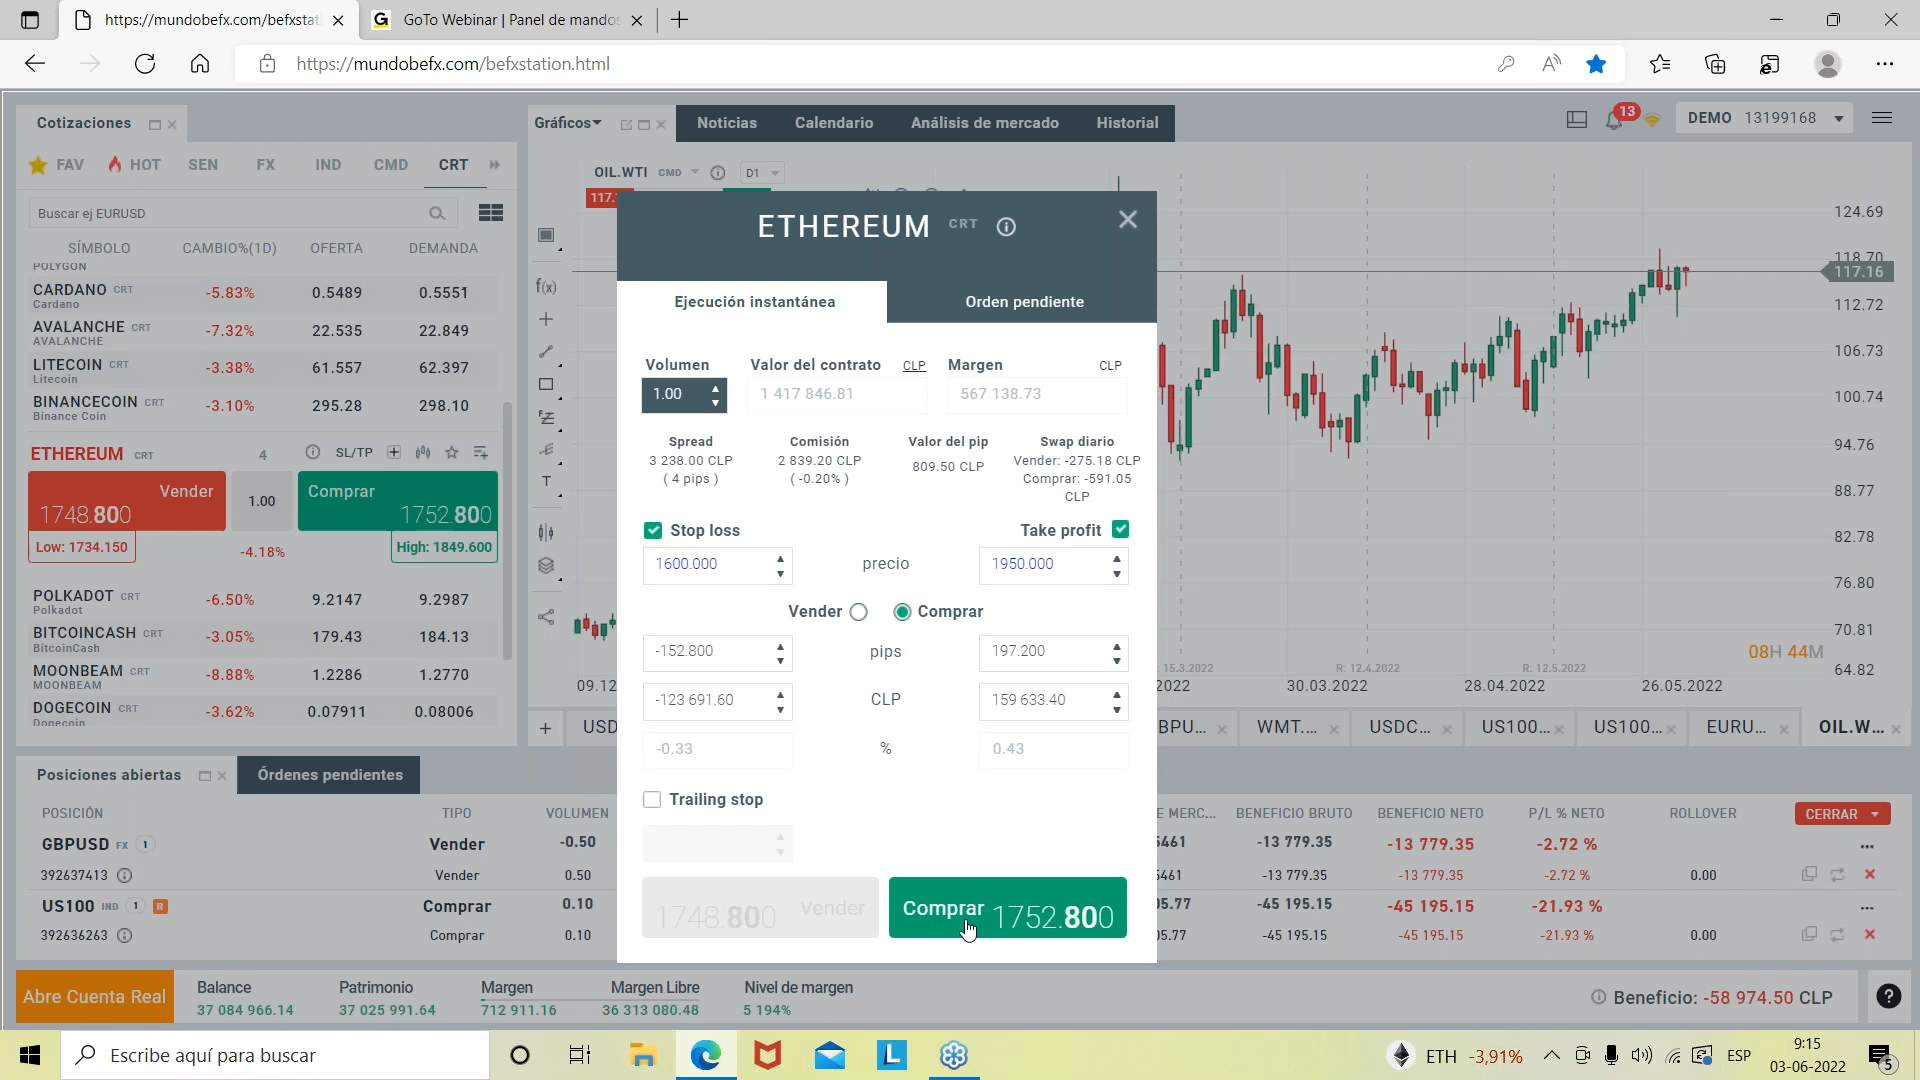 https://mundobefx.com/befxstat
GoTo Webinar | Panel de mandos
https://mundobefx.com/befxstation.html
Cotizaciones
Gráficos
Noticias
Calendario
Análisis de mercado
Historial
13
DEMO 13199168
FAV
HOT
SEN
FX
IND
CMD
CRT
Buscar ej EURUSD
SÍMBOLO CAMBIO%(1D) OFERTA DEMANDA
POLYGON
CARDANO CRT -5.83% 0.5489 0.5551
Cardano
AVALANCHE CRT -7.32% 22.535 22.849
AVALANCHE
LITECOIN CRT -3.38% 61.557 62.397
Litecoin
BINANCECOIN CRT -3.10% 295.28 298.10
Binance Coin
ETHEREUM CRT 4 SL/TP
Vender
1748.800
1.00
Comprar
1752.800
Low: 1734.150
-4.18%
High: 1849.600
POLKADOT CRT -6.50% 9.2147 9.2987
Polkadot
BITCOINCASH CRT -3.05% 179.43 184.13
BitcoinCash
MOONBEAM CRT -8.88% 1.2286 1.2770
MOONBEAM
DOGECOIN CRT -3.62% 0.07911 0.08006
Dogecoin
OIL.WTI CMD D1
117.
f(x)
T
ETHEREUM CRT
Ejecución instantánea
Orden pendiente
Volumen Valor del contrato CLP Margen CLP
1.00 1 417 846.81 567 138.73
Spread Comisión Valor del pip Swap diario
3 238.00 CLP 2 839.20 CLP 809.50 CLP Vender: -275.18 CLP
( 4 pips ) ( -0.20% ) Comprar: -591.05
CLP
Stop loss Take profit
1600.000 precio 1950.000
Vender Comprar
-152.800 pips 197.200
-123 691.60 CLP 159 633.40
-0.33 % 0.43
Trailing stop
1748.800 Vender
Comprar 1752.800
124.69
118.70
117.16
112.72
106.73
100.74
94.76
88.77
82.78
76.80
70.81
64.82
08H 44M
15.3.2022 R: 12.4.2022 R: 12.5.2022
09.12 2022 30.03.2022 28.04.2022 26.05.2022
USD
BPU...
WMT....
USDC...
US100...
US100...
EURU...
OIL.W...
Posiciones abiertas
Órdenes pendientes
POSICIÓN TIPO VOLUMEN E MERC... BENEFICIO BRUTO BENEFICIO NETO P/L % NETO ROLLOVER CERRAR
GBPUSD FX 1 Vender -0.50 5461 -13 779.35 -13 779.35 -2.72 % ...
392637413 Vender 0.50 5461 -13 779.35 -13 779.35 -2.72 % 0.00
US100 IND 1 R Comprar 0.10 05.77 -45 195.15 -45 195.15 -21.93 % ...
392636263 Comprar 0.10 05.77 -45 195.15 -45 195.15 -21.93 % 0.00
Abre Cuenta Real
Balance Patrimonio Margen Margen Libre Nivel de margen
37 084 966.14 37 025 991.64 712 911.16 36 313 080.48 5 194%
Beneficio: -58 974.50 CLP
Escribe aquí para buscar
L
ETH -3,91%
ESP
9:15
03-06-2022
5